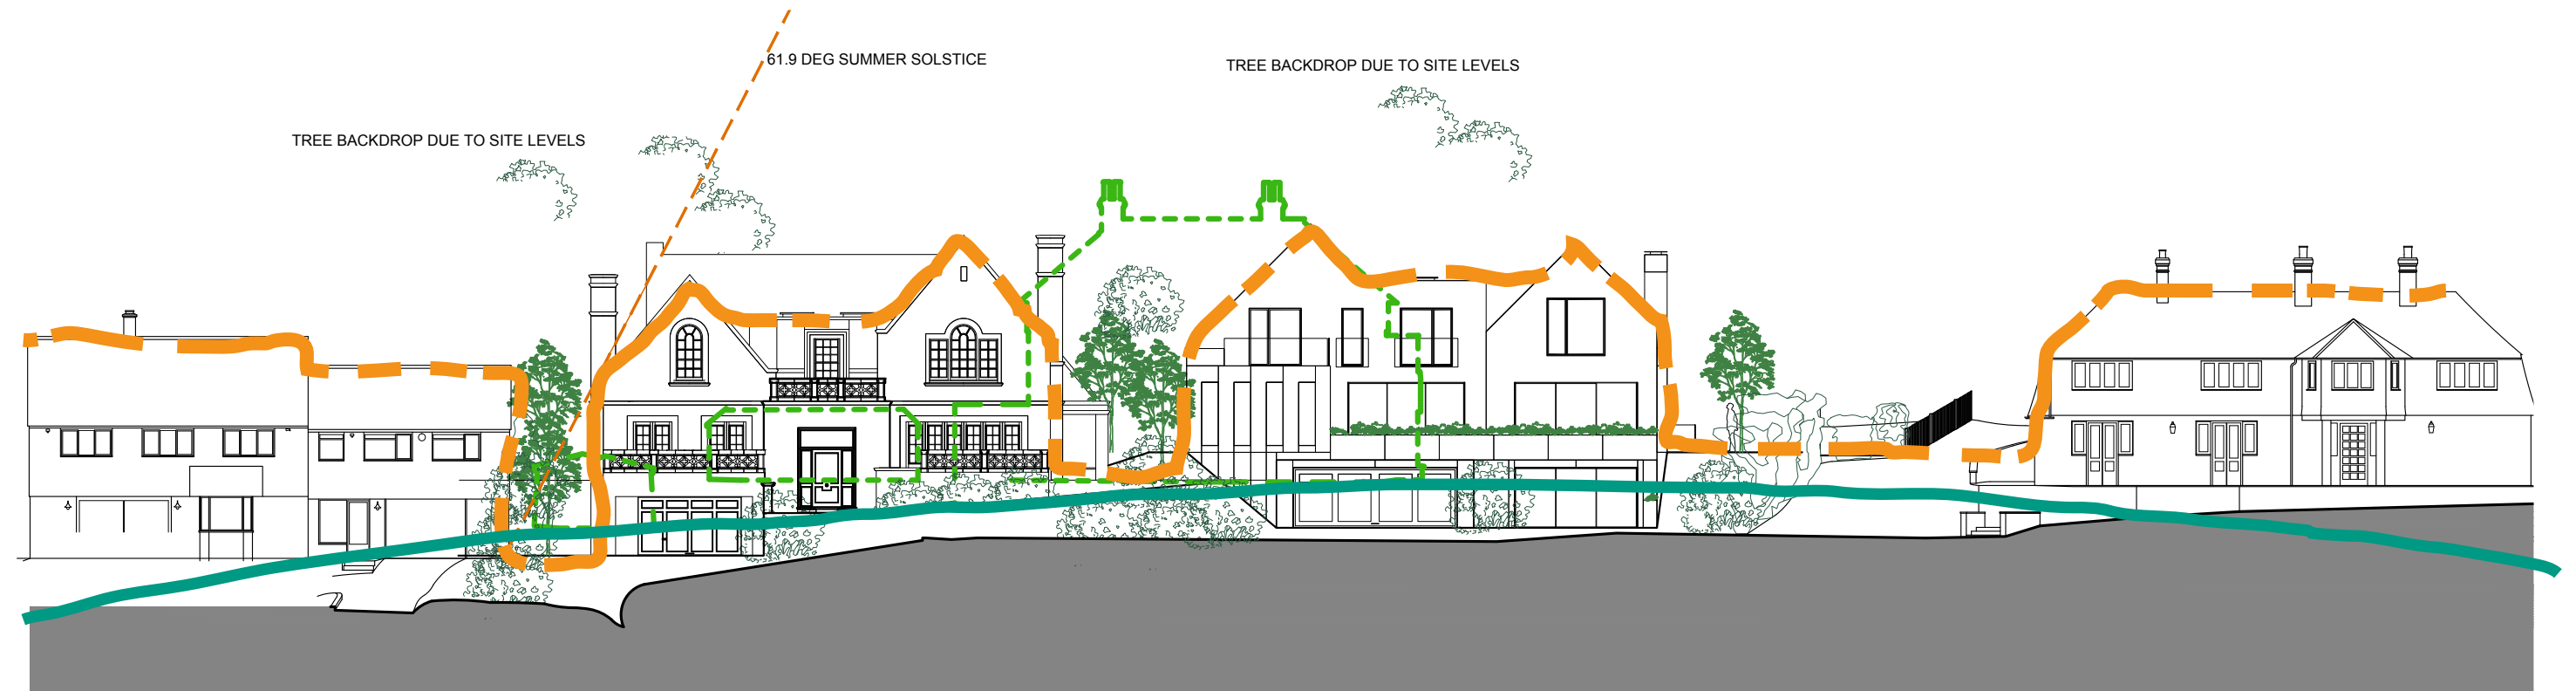 61.9 DEG SUMMER SOLSTICE
TREE BACKDROP DUE TO SITE LEVELS
TREE BACKDROP DUE TO SITE LEVELS